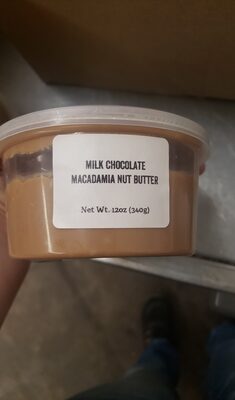 MILK CHOCOLATE
MACADAMIA NUT BUTTER
Net Wt. 12oz (340g)